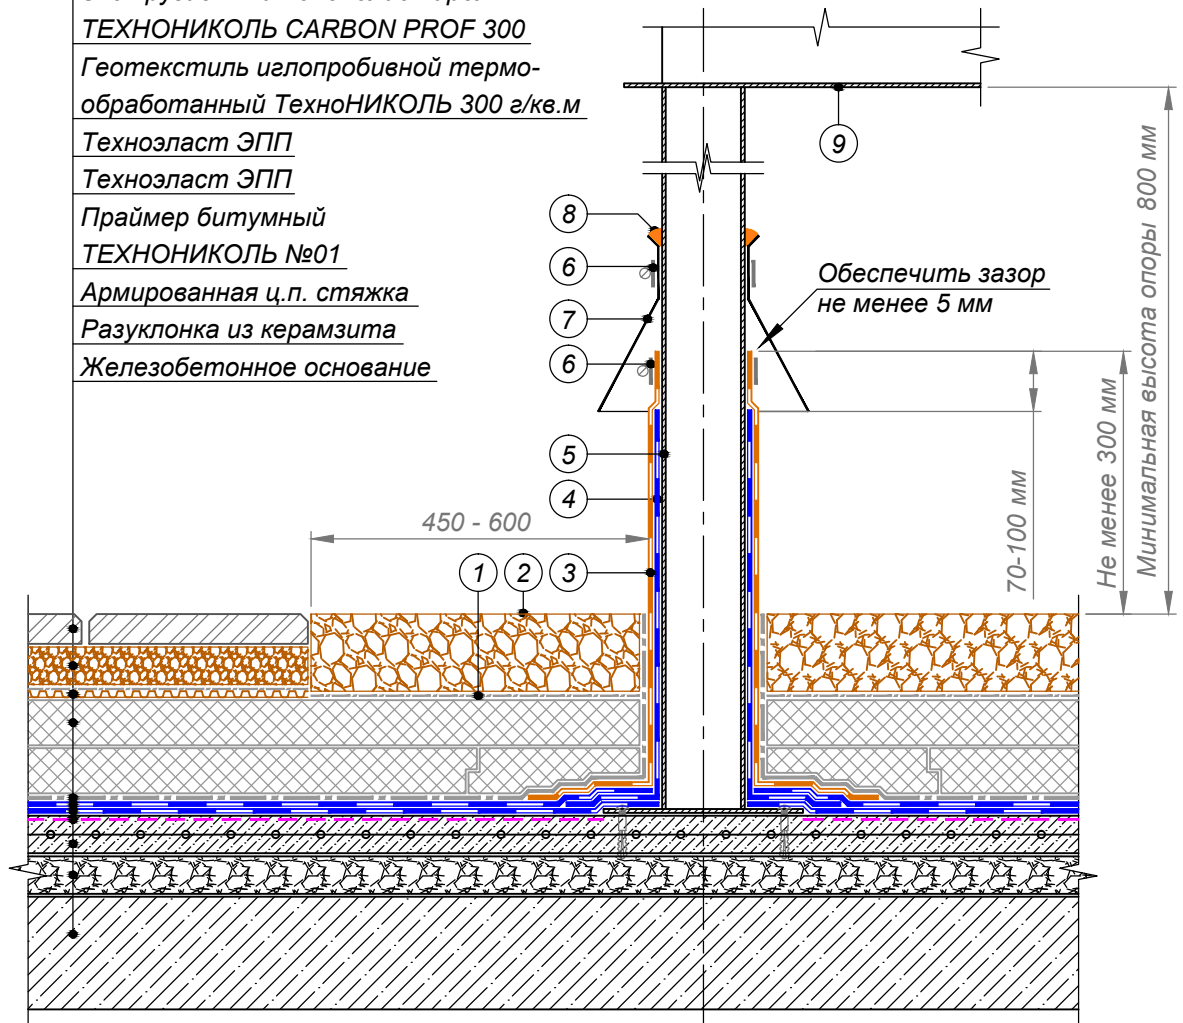 ТЕХНОНИКОЛЬ CARBON PROF 300
Геотекстиль иглопробивной термо-
обработанный ТехноНИКОЛЬ 300 г/кв.м
Техноэласт ЭПП
Техноэласт ЭПП
Праймер битумный
ТЕХНОНИКОЛЬ №01
Армированная ц.п. стяжка
Разуклонка из керамзита
Железобетонное основание
9
8
6
7
6
5
4
Обеспечить зазор
не менее 5 мм
450 - 600
1 2 3
70-100 мм
Не менее 300 мм
Минимальная высота опоры 800 мм